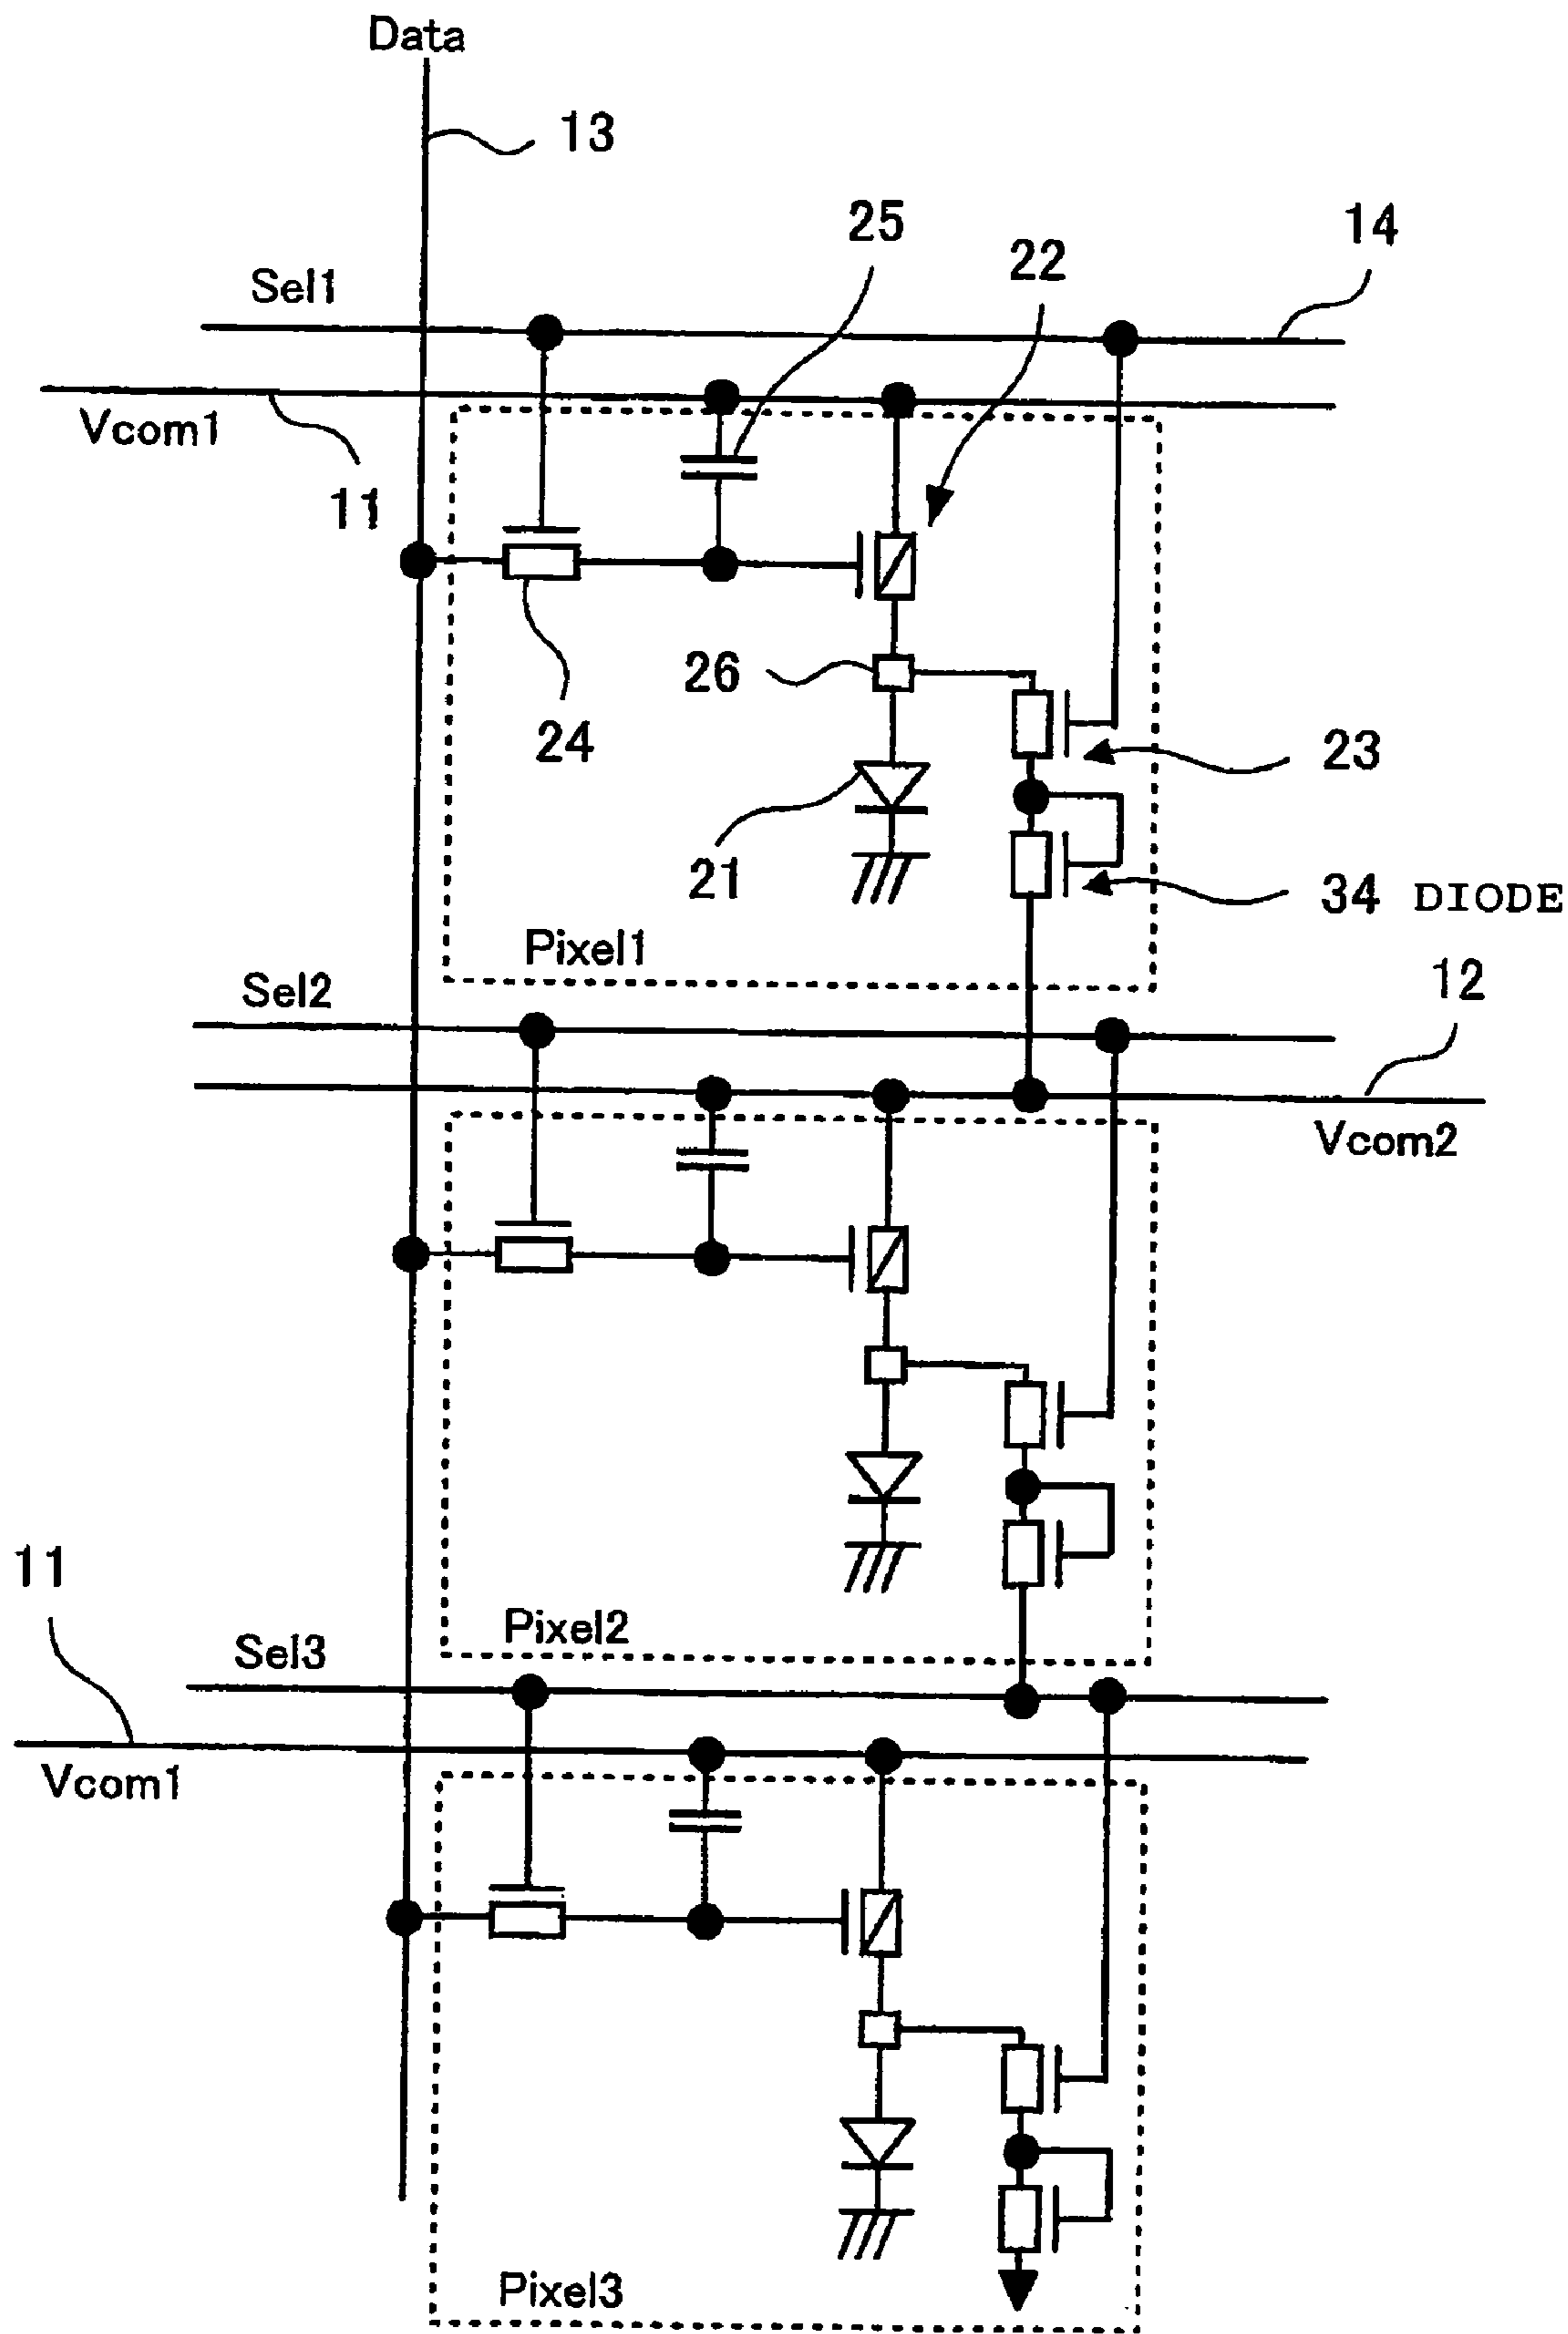 Data
13
25
14
22
Sel1
Vcom1
11
26
24
23
21
34 DIODE
Pixel1
12
Sel2
Vcom2
11
Pixel2
Sel3
Vcom1
Pixel3